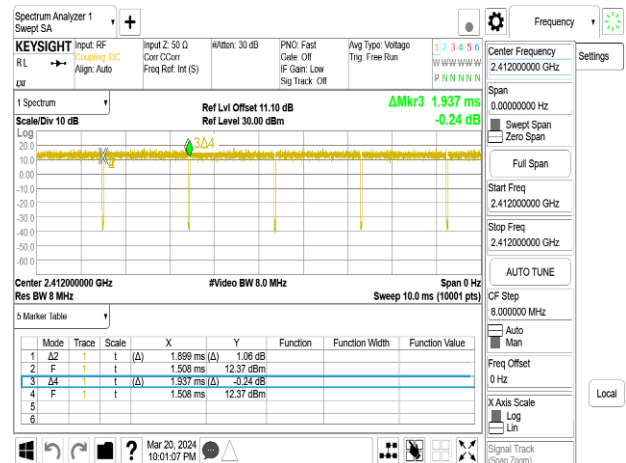 Spectrum Analyzer 1
Swept SA
Frequency
KEYSIGHT Input: RF Input Z: 50 Ω #Atten: 30 dB PNO: Fast Avg Type: Voltage 1 2 3 4 5 6
RL Coupling: DC Corr CCorr Gate: Off Trig: Free Run W W W W W W
Align: Auto Freq Ref: Int (S) IF Gain: Low P N N N N N
Sig Track: Off
LXI
1 Spectrum
Ref Lvl Offset 11.10 dB ΔMkr3 1.937 ms
Scale/Div 10 dB Ref Level 30.00 dBm -0.24 dB
Log
3Δ4
20.0
10.0
0.00
-10.0
-20.0
-30.0
-40.0
-50.0
-60.0
Center 2.412000000 GHz #Video BW 8.0 MHz Span 0 Hz
Res BW 8 MHz Sweep 10.0 ms (10001 pts)
5 Marker Table
Mode Trace Scale X Y Function Function Width Function Value
1 Δ2 1 t (Δ) 1.899 ms (Δ) 1.06 dB
2 F 1 t 1.508 ms 12.37 dBm
3 Δ4 1 t (Δ) 1.937 ms (Δ) -0.24 dB
4 F 1 t 1.508 ms 12.37 dBm
5
6
Mar 20, 2024
10:01:07 PM
Center Frequency
2.412000000 GHz
Settings
Span
0.00000000 Hz
Swept Span
Zero Span
Full Span
Start Freq
2.412000000 GHz
Stop Freq
2.412000000 GHz
AUTO TUNE
CF Step
8.000000 MHz
Auto
Man
Freq Offset
0 Hz
Local
X Axis Scale
Log
Lin
Signal Track
(Span Zoom)